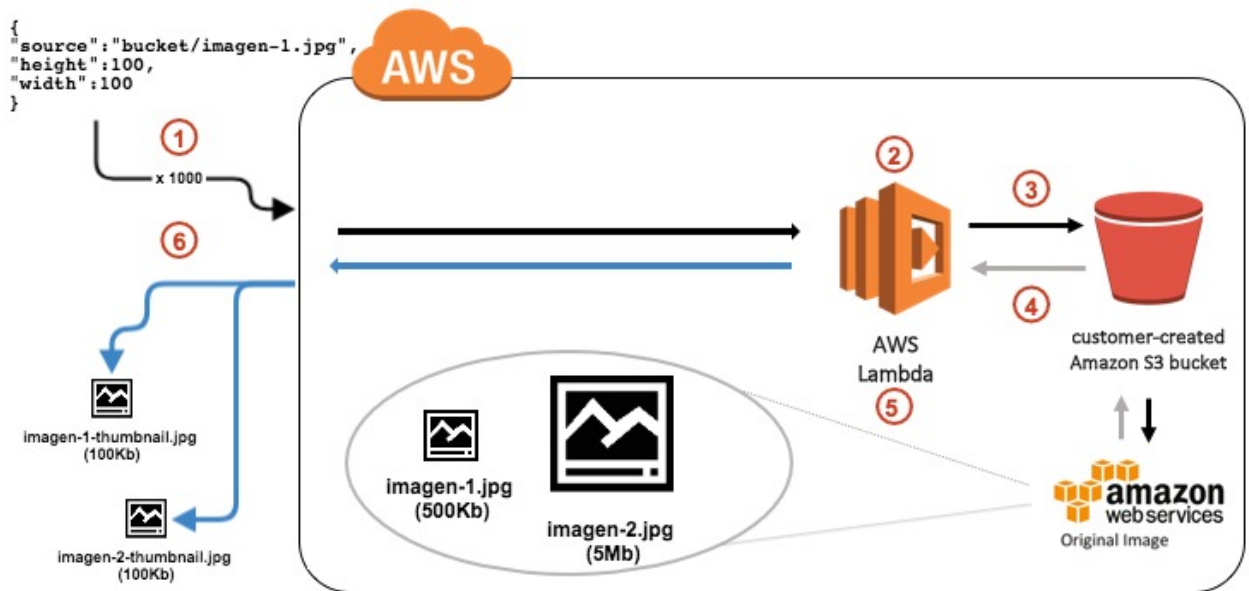 {
"source":"bucket/imagen-1.jpg",
"height":100,
"width":100
}
AWS
1
x 1000
2
3
6
4
AWS
Lambda
5
customer-created
Amazon S3 bucket
imagen-1-thumbnail.jpg
(100Kb)
imagen-1.jpg
(500Kb)
imagen-2.jpg
(5Mb)
amazon
webservices
Original Image
imagen-2-thumbnail.jpg
(100Kb)